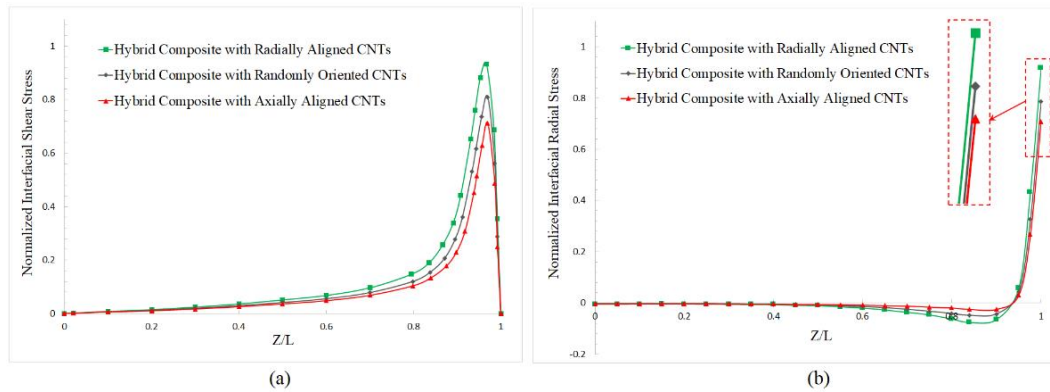 Normalized Interfacial Shear Stress
1
0.8
0.6
0.4
0.2
0
Hybrid Composite with Radially Aligned CNTs
Hybrid Composite with Randomly Oriented CNTs
Hybrid Composite with Axially Aligned CNTs
0 0.2 0.4 0.6 0.8 1
Z/L
(a)
Normalized Interfacial Radial Stress
1
0.8
0.6
0.4
0.2
0
-0.2
Hybrid Composite with Radially Aligned CNTs
Hybrid Composite with Randomly Oriented CNTs
Hybrid Composite with Axially Aligned CNTs
0 0.2 0.4 0.6 0.8 1
Z/L
(b)